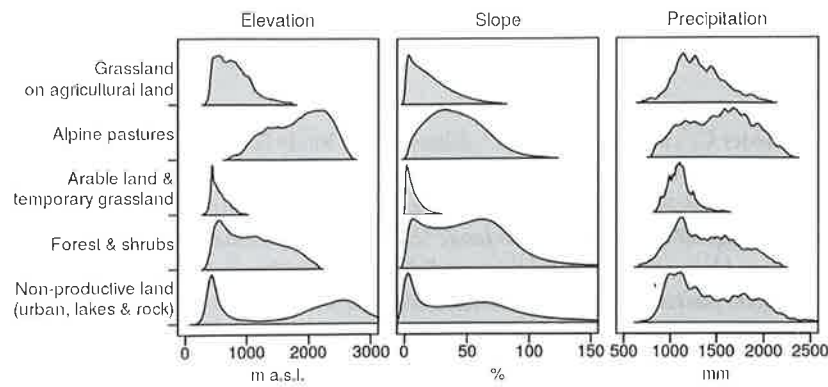 Elevation
Slope
Precipitation
Grassland
on agricultural land
Alpine pastures
Arable land &
temporary grassland
Forest & shrubs
Non-productive land
(urban, lakes & rock)
0 1000 2000 3000
0 50 100 150
500 1000 1500 2000 2500
m a.s.l.
%
mm